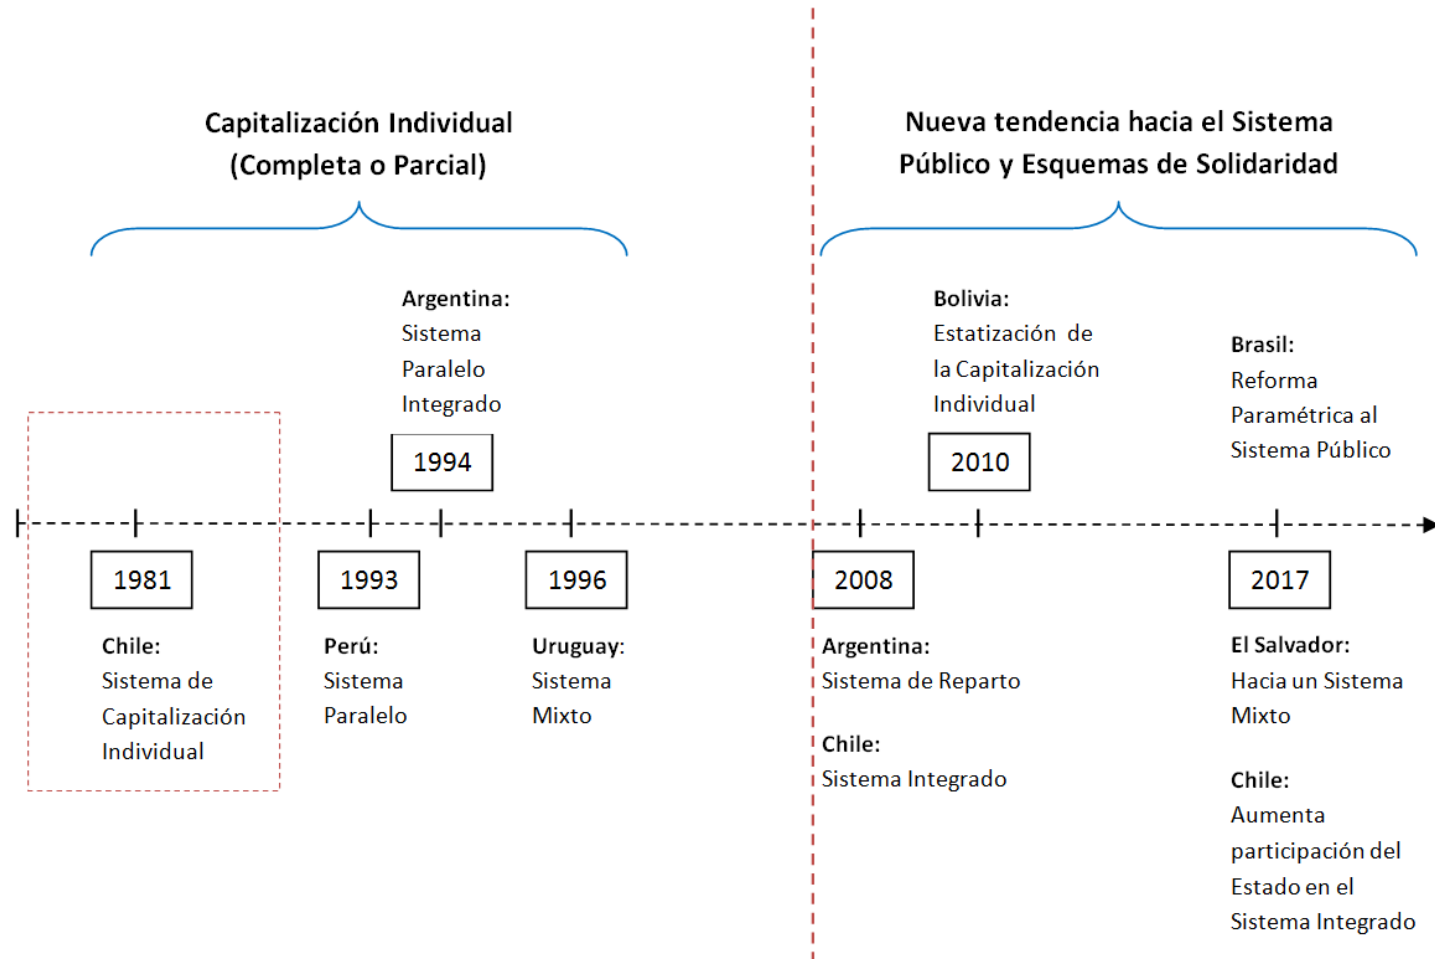 Capitalización Individual
(Completa o Parcial)
Nueva tendencia hacia el Sistema
Público y Esquemas de Solidaridad
Argentina:
Sistema
Paralelo
Integrado
1994
Bolivia:
Estatización de
la Capitalización
Individual
2010
Brasil:
Reforma
Paramétrica al
Sistema Público
1981
Chile:
Sistema de
Capitalización
Individual
1993
Perú:
Sistema
Paralelo
1996
Uruguay:
Sistema
Mixto
2008
Argentina:
Sistema de Reparto
Chile:
Sistema Integrado
2017
El Salvador:
Hacia un Sistema
Mixto
Chile:
Aumenta
participación del
Estado en el
Sistema Integrado